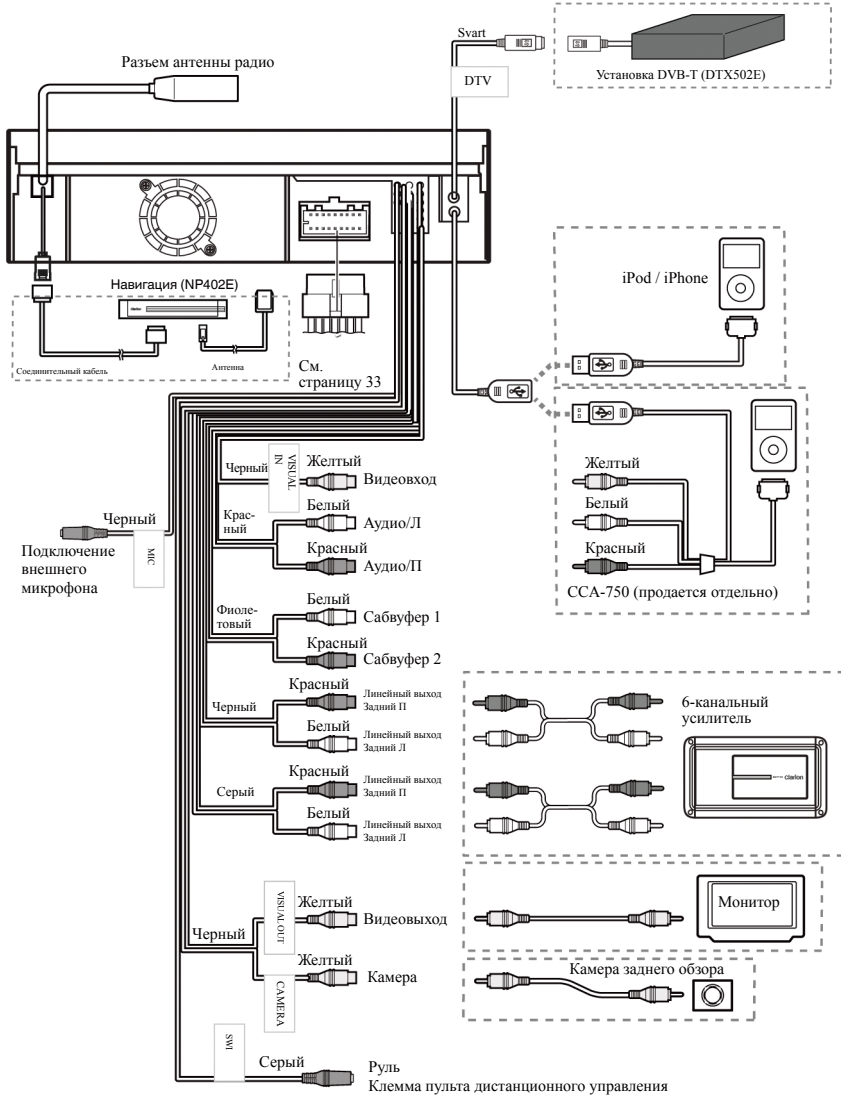 Svart
Разъем антенны радио
DTV
Установка DVB-T (DTX502E)
iPod / iPhone
Навигация (NP402E)
Clarion
Соединительный кабель
Антенна
См.
страницу 33
Желтый
Белый
Красный
CCA-750 (продается отдельно)
Черный
VISUAL
IN
Желтый
Видеовход
Крас-
ный
Белый
Аудио/Л
Красный
Аудио/П
Черный
MIC
Подключение
внешнего
микрофона
Фиоле-
товый
Белый
Сабвуфер 1
Красный
Сабвуфер 2
Черный
Красный
Линейный выход
Задний П
Белый
Линейный выход
Задний Л
Серый
Красный
Линейный выход
Задний П
Белый
Линейный выход
Задний Л
6-канальный
усилитель
clarion
Черный
VISUAL OUT
Желтый
Видеовыход
Монитор
CAMERA
Желтый
Камера
Камера заднего обзора
SWI
Серый
Руль
Клемма пульта дистанционного управления